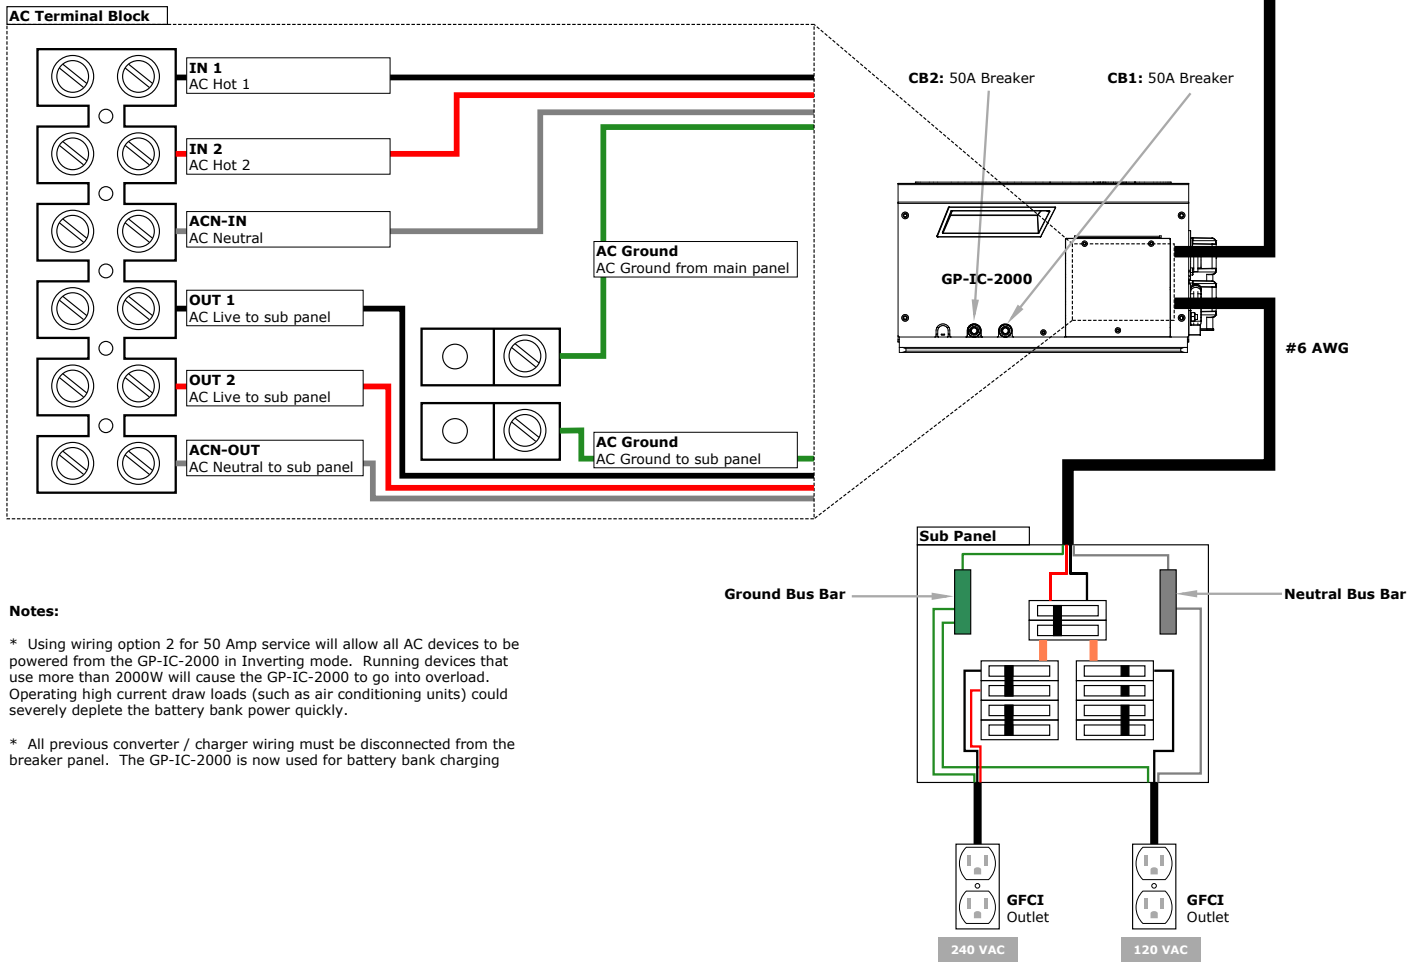 AC Terminal Block
IN 1
AC Hot 1
IN 2
AC Hot 2
ACN-IN
AC Neutral
OUT 1
AC Live to sub panel
OUT 2
AC Live to sub panel
ACN-OUT
AC Neutral to sub panel
AC Ground
AC Ground from main panel
AC Ground
AC Ground to sub panel
CB2: 50A Breaker
CB1: 50A Breaker
GP-IC-2000
#6 AWG
Sub Panel
Ground Bus Bar
Neutral Bus Bar
Notes:
* Using wiring option 2 for 50 Amp service will allow all AC devices to be
powered from the GP-IC-2000 in Inverting mode. Running devices that
use more than 2000W will cause the GP-IC-2000 to go into overload.
Operating high current draw loads (such as air conditioning units) could
severely deplete the battery bank power quickly.
* All previous converter / charger wiring must be disconnected from the
breaker panel. The GP-IC-2000 is now used for battery bank charging
GFCI
Outlet
240 VAC
GFCI
Outlet
120 VAC